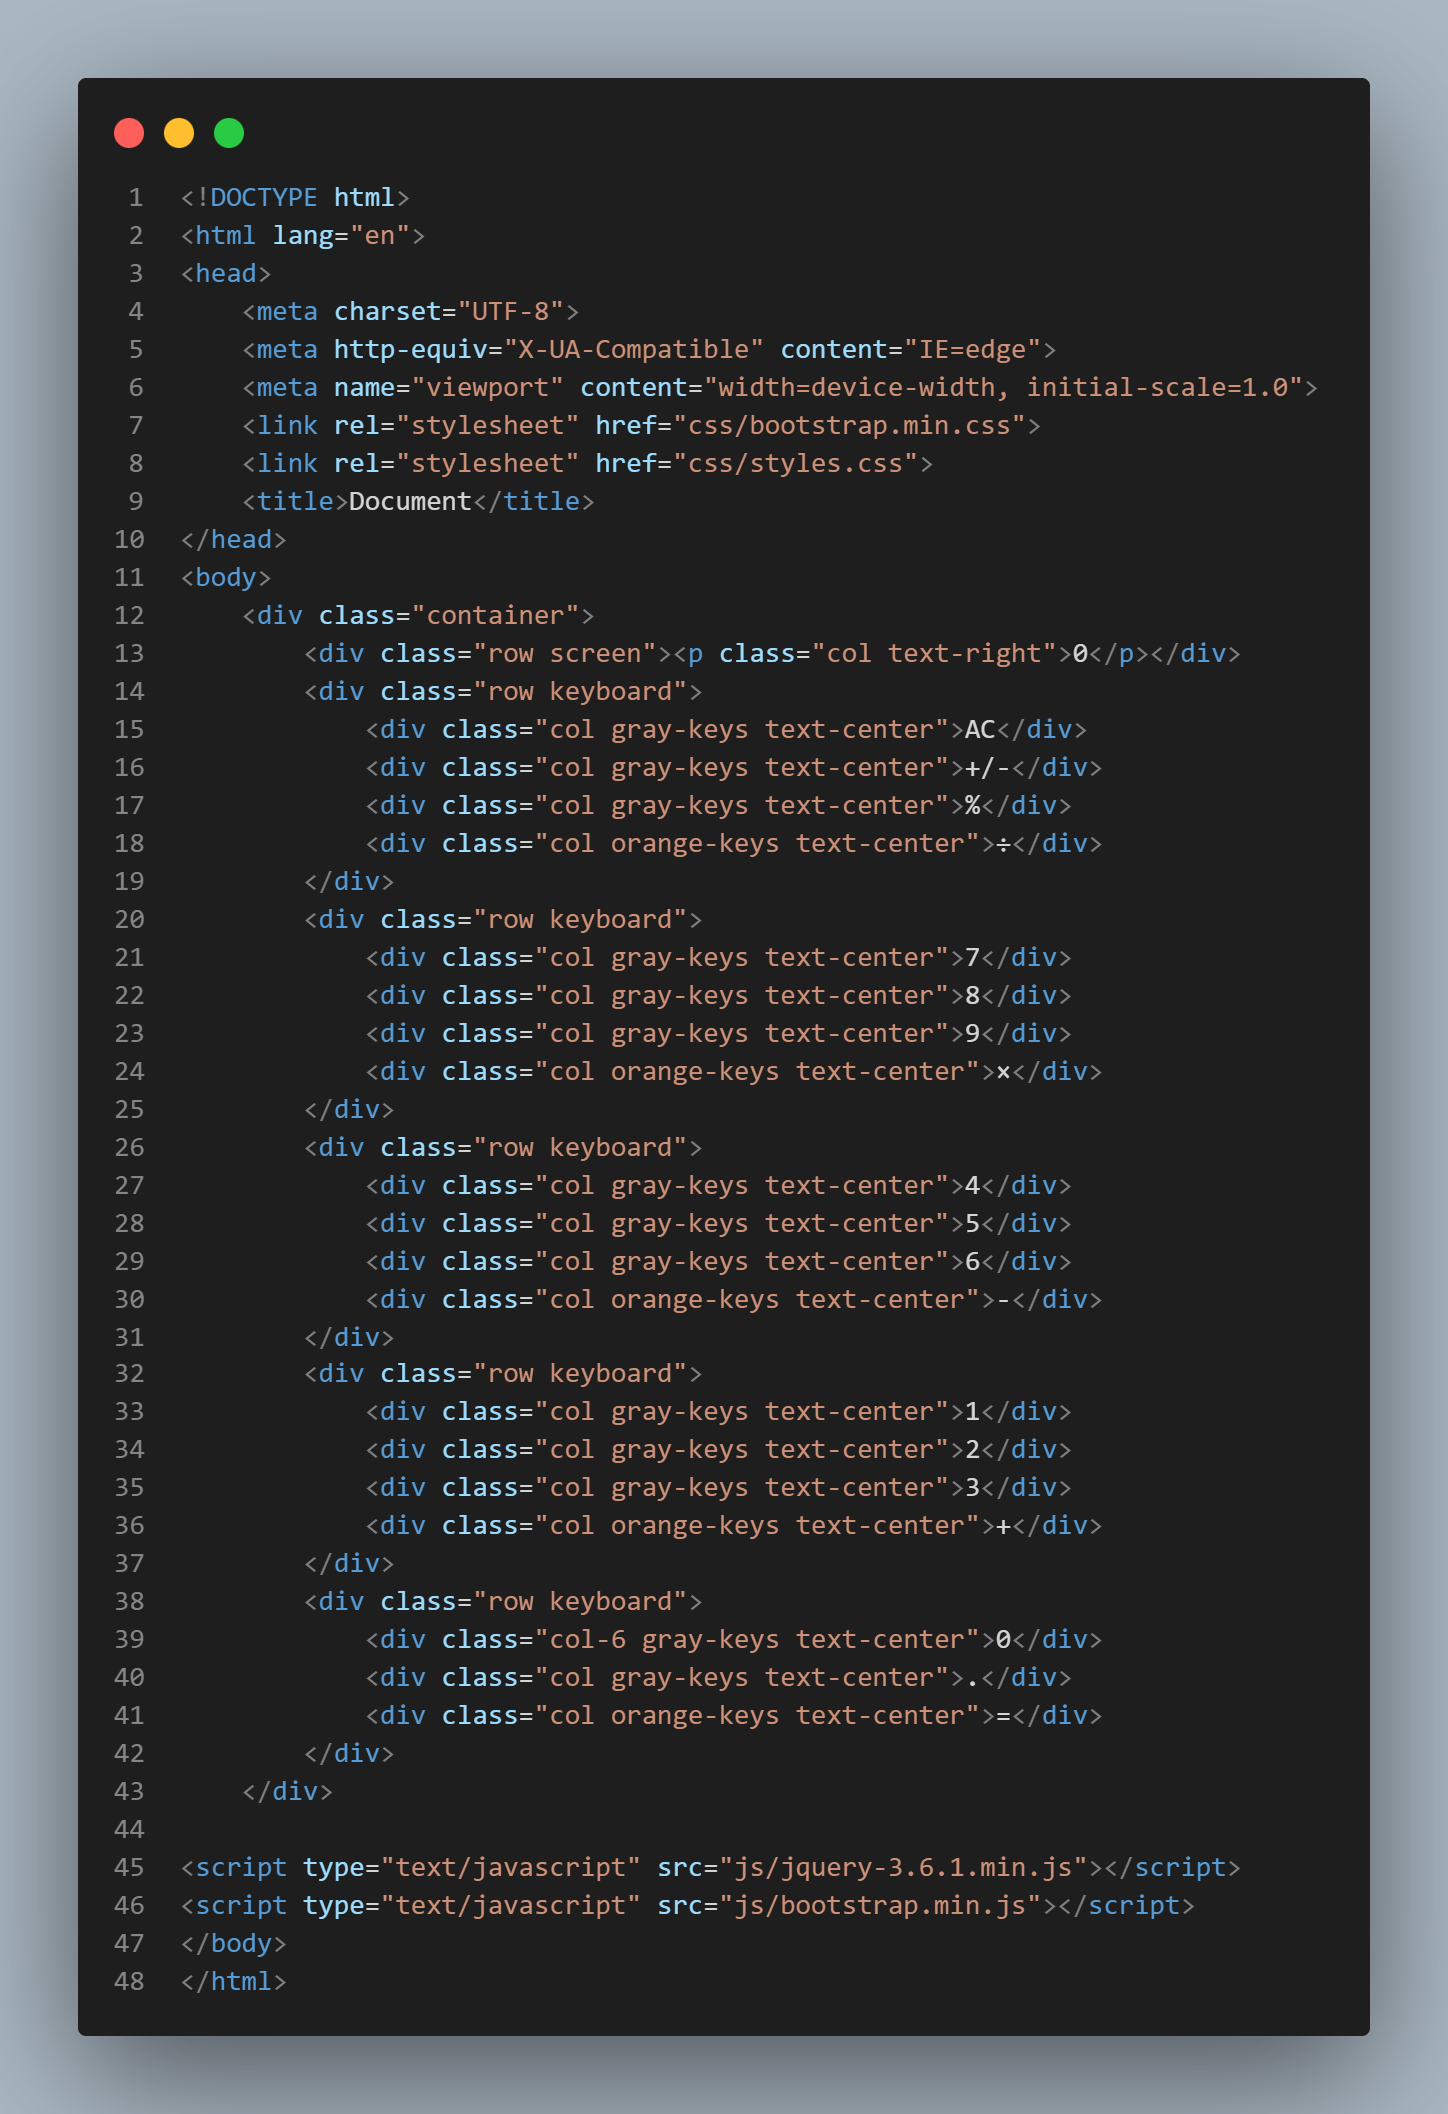 1 <!DOCTYPE html>
2 <html lang="en">
3 <head>
4     <meta charset="UTF-8">
5     <meta http-equiv="X-UA-Compatible" content="IE=edge">
6     <meta name="viewport" content="width=device-width, initial-scale=1.0">
7     <link rel="stylesheet" href="css/bootstrap.min.css">
8     <link rel="stylesheet" href="css/styles.css">
9     <title>Document</title>
10 </head>
11 <body>
12     <div class="container">
13         <div class="row screen"><p class="col text-right">0</p></div>
14         <div class="row keyboard">
15             <div class="col gray-keys text-center">AC</div>
16             <div class="col gray-keys text-center">+/-</div>
17             <div class="col gray-keys text-center">%</div>
18             <div class="col orange-keys text-center">÷</div>
19         </div>
20         <div class="row keyboard">
21             <div class="col gray-keys text-center">7</div>
22             <div class="col gray-keys text-center">8</div>
23             <div class="col gray-keys text-center">9</div>
24             <div class="col orange-keys text-center">×</div>
25         </div>
26         <div class="row keyboard">
27             <div class="col gray-keys text-center">4</div>
28             <div class="col gray-keys text-center">5</div>
29             <div class="col gray-keys text-center">6</div>
30             <div class="col orange-keys text-center">-</div>
31         </div>
32         <div class="row keyboard">
33             <div class="col gray-keys text-center">1</div>
34             <div class="col gray-keys text-center">2</div>
35             <div class="col gray-keys text-center">3</div>
36             <div class="col orange-keys text-center">+</div>
37         </div>
38         <div class="row keyboard">
39             <div class="col-6 gray-keys text-center">0</div>
40             <div class="col gray-keys text-center">.</div>
41             <div class="col orange-keys text-center">=</div>
42         </div>
43     </div>
44
45 <script type="text/javascript" src="js/jquery-3.6.1.min.js"></script>
46 <script type="text/javascript" src="js/bootstrap.min.js"></script>
47 </body>
48 </html>